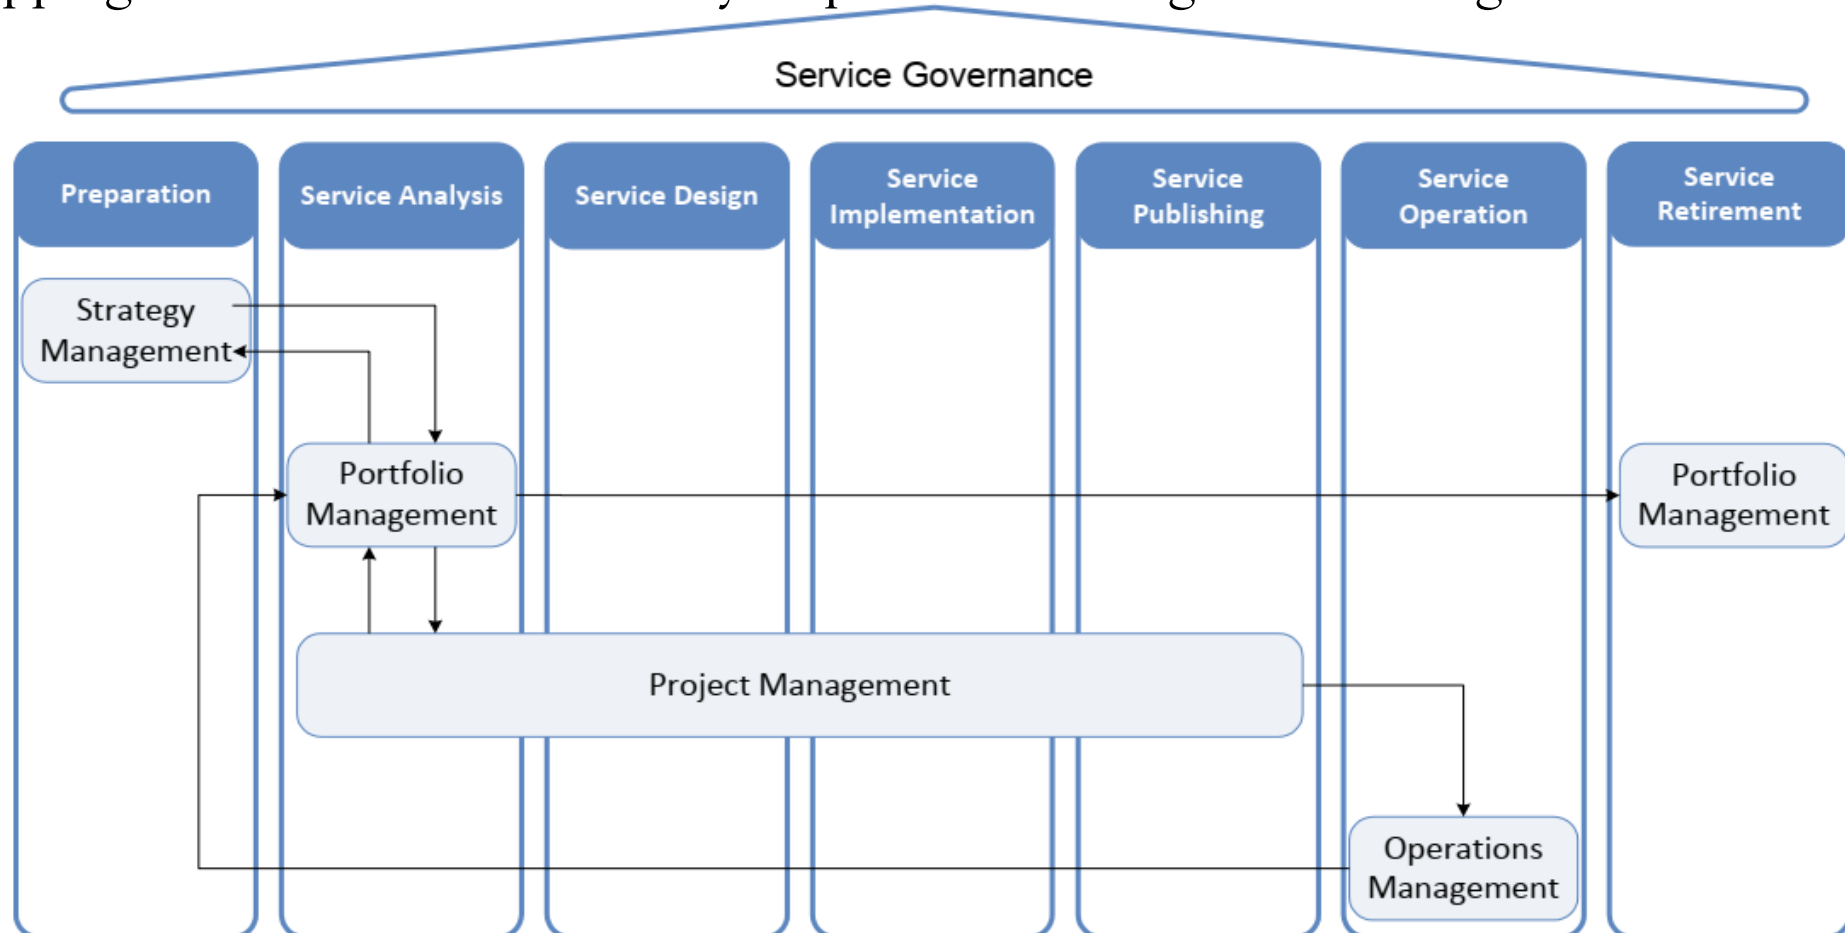 Service Governance
Preparation
Service Analysis
Service Design
Service
Implementation
Service
Publishing
Service
Operation
Service
Retirement
Strategy
Management
Portfolio
Management
Portfolio
Management
Project Management
Operations
Management